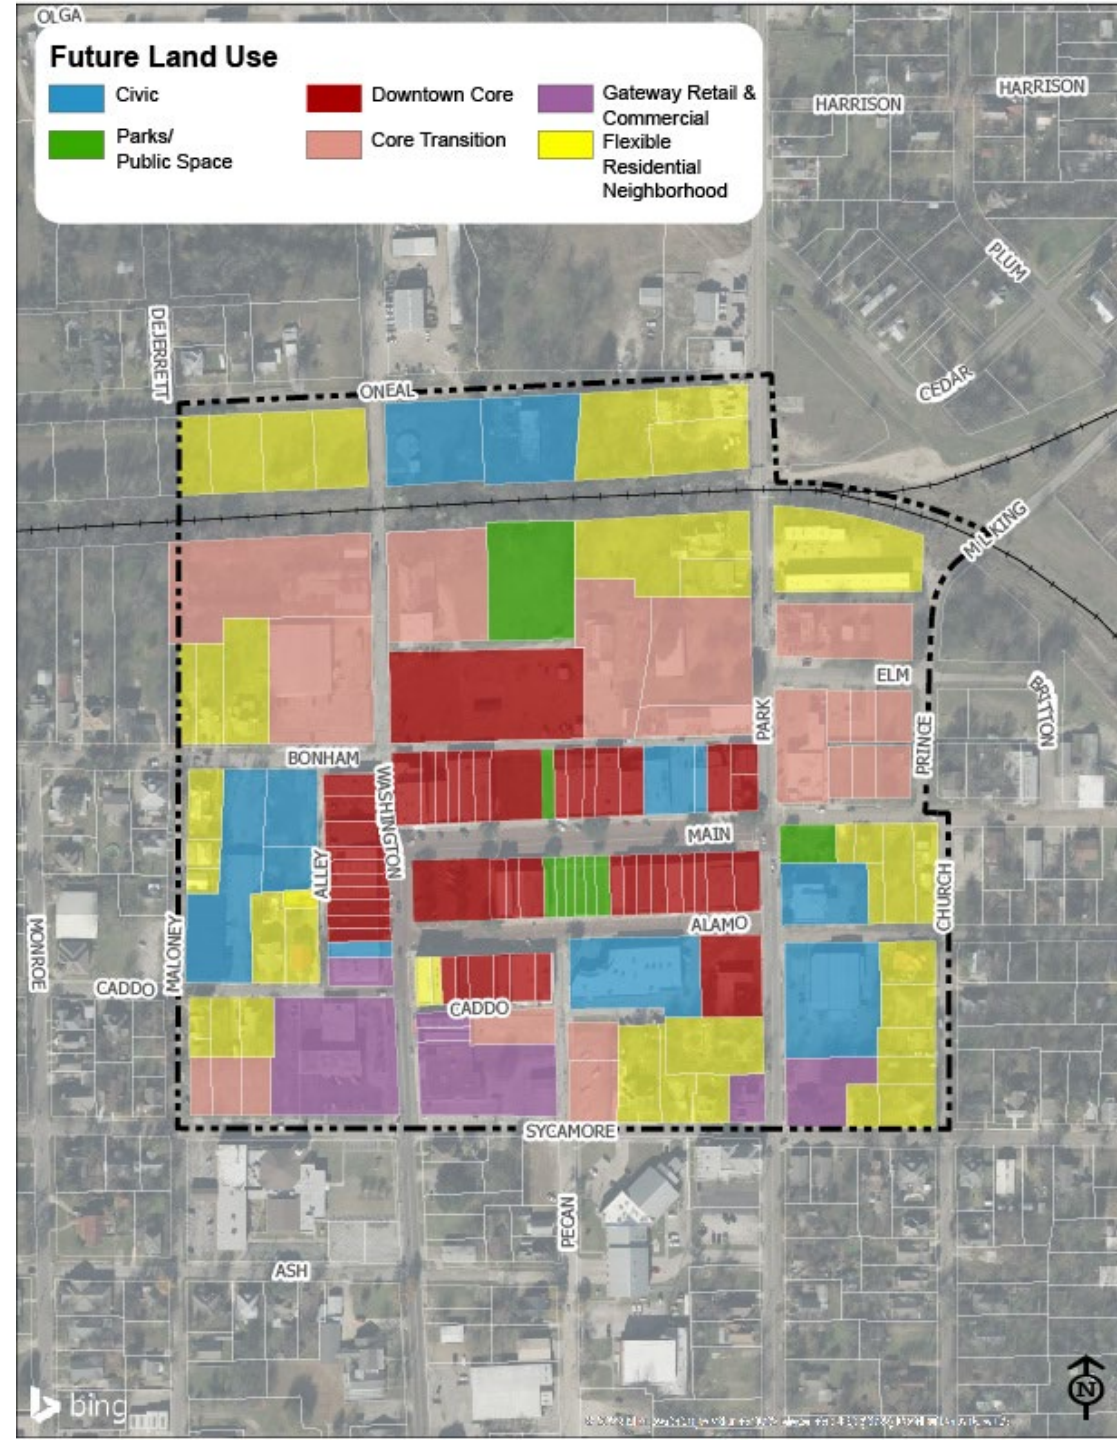 OLGA
Future Land Use
Civic
Parks/
Public Space
Downtown Core
Core Transition
Gateway Retail &
Commercial
Flexible
Residential
Neighborhood
HARRISON
HARRISON
PLUM
DEJERRETT
ONEAL
CEDAR
M L KING
ELM
BRITTON
PARK
PRINCE
BONHAM
WASHINGTON
MAIN
ALLEY
CHURCH
MONROE
MALONEY
ALAMO
CADDO
CADDO
SYCAMORE
PECAN
ASH
bing
N